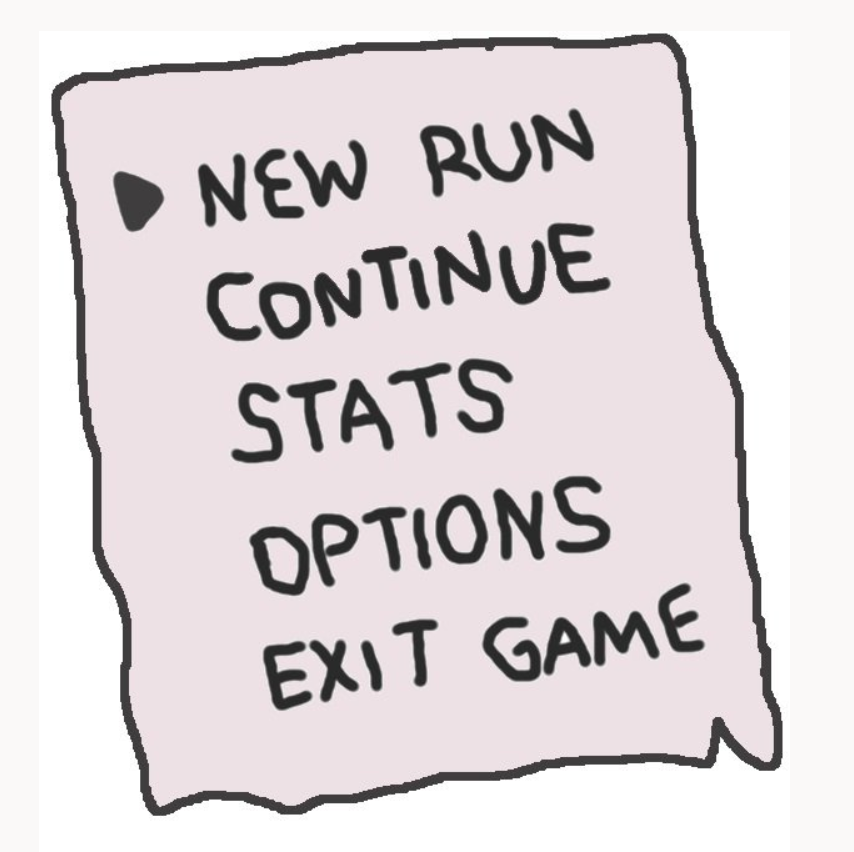 NEW RUN
CONTINUE
STATS
OPTIONS
EXIT GAME